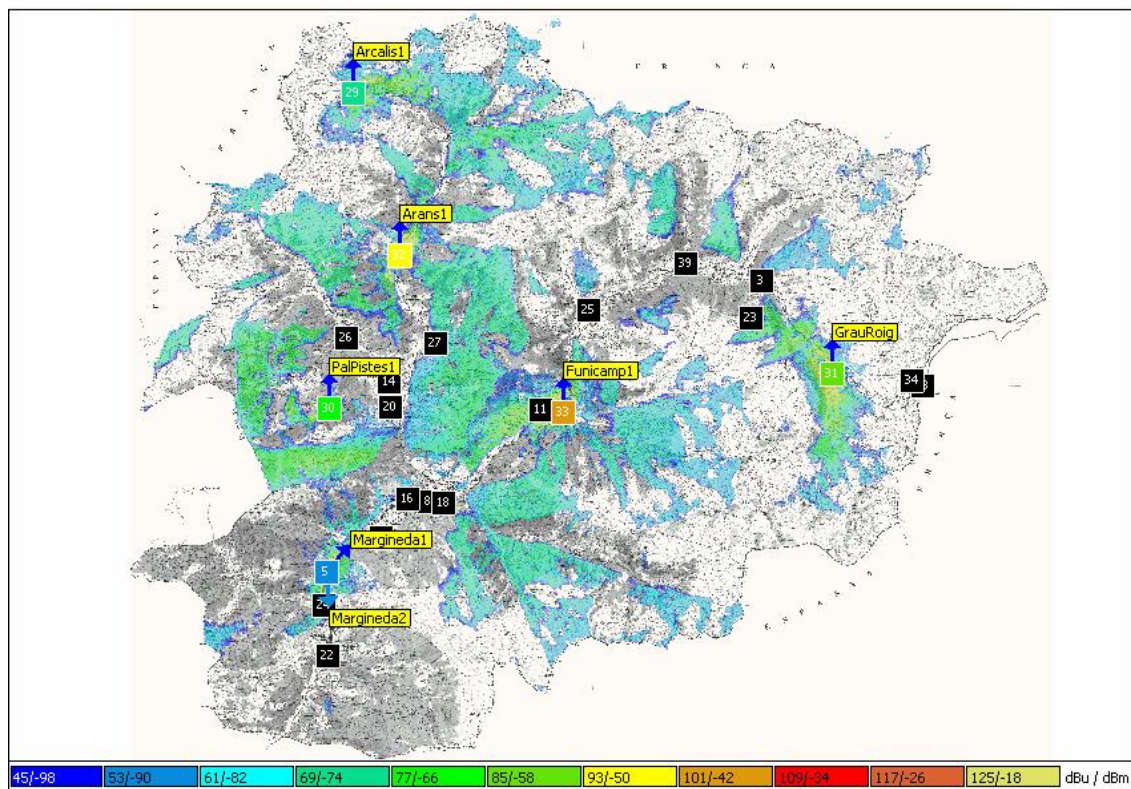 Arcalis1
29
F R A N Ç A
Arans1
32
39
3
25
23
26
27
GrauRoig
PalPistes1
Funicamp1
31
14
34
30
20
11
33
16
8
18
Margineda1
5
24
Margineda2
22
45/-98 53/-90 61/-82 69/-74 77/-66 85/-58 93/-50 101/-42 109/-34 117/-26 125/-18 dBu / dBm